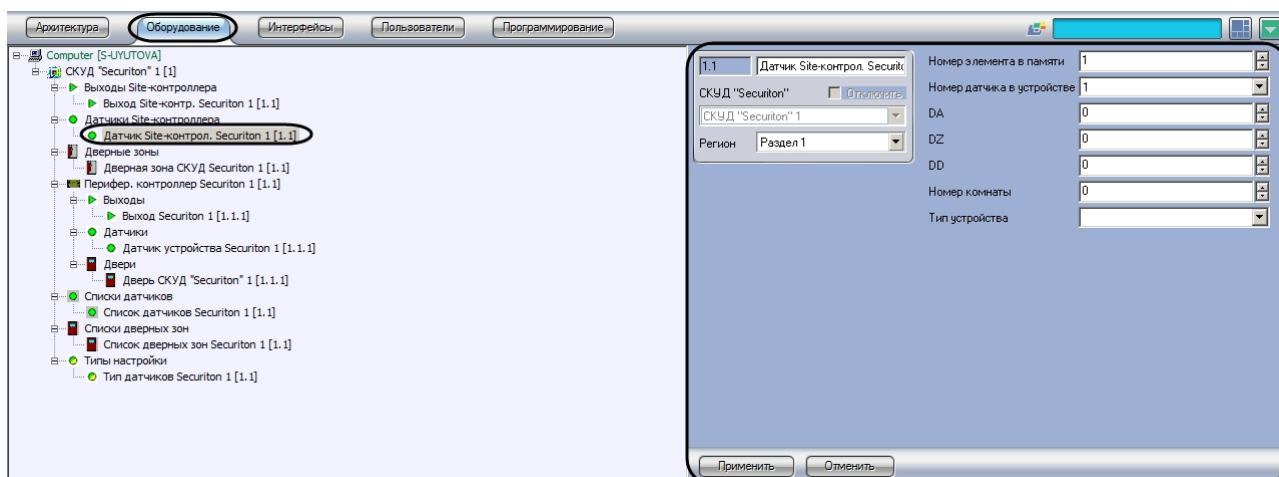 Архитектура Оборудование Интерфейсы Пользователи Программирование
Computer [S-UYUTOVA]
СКУД "Securiton" 1 [1]
Выходы Site-контроллера
Выход Site-контр. Securiton 1 [1.1]
Датчики Site-контроллера
Датчик Site-контрол. Securiton 1 [1.1]
Дверные зоны
Дверная зона СКУД Securiton 1 [1.1]
Перифер. контроллер Securiton 1 [1.1]
Выходы
Выход Securiton 1 [1.1.1]
Датчики
Датчик устройства Securiton 1 [1.1.1]
Двери
Дверь СКУД "Securiton" 1 [1.1.1]
Списки датчиков
Список датчиков Securiton 1 [1.1]
Списки дверных зон
Список дверных зон Securiton 1 [1.1]
Типы настройки
Тип датчиков Securiton 1 [1.1]
1.1 Датчик Site-контрол. Securito
СКУД "Securiton" Отключить
СКУД "Securiton" 1
Регион Раздел 1
Номер элемента в памяти 1
Номер датчика в устройстве 1
DA 0
DZ 0
DD 0
Номер комнаты 0
Тип устройства
Применить Отменить